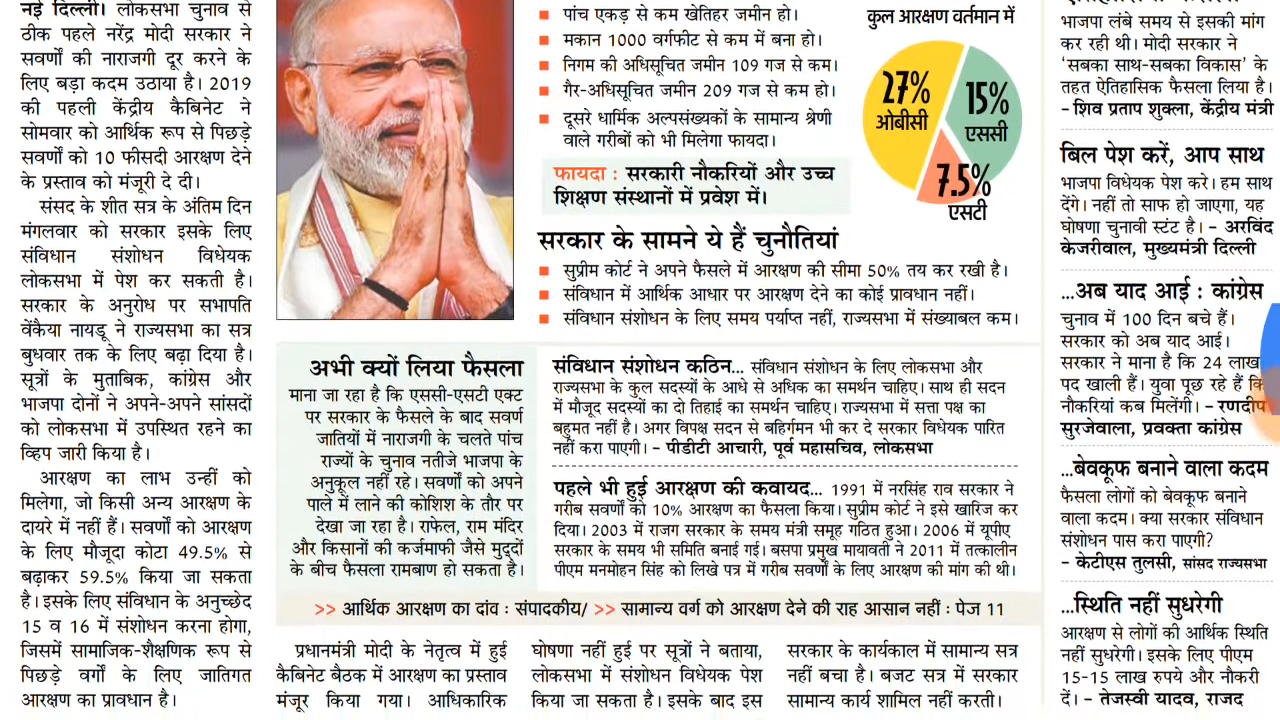 नई दिल्ली। लोकसभा चुनाव से
ठीक पहले नरेंद्र मोदी सरकार ने
सवर्णों की नाराजगी दूर करने के
लिए बड़ा कदम उठाया है। 2019
की पहली केंद्रीय कैबिनेट ने
सोमवार को आर्थिक रूप से पिछड़े
सवर्णों को 10 फीसदी आरक्षण देने
के प्रस्ताव को मंजूरी दे दी।
संसद के शीत सत्र के अंतिम दिन
मंगलवार को सरकार इसके लिए
संविधान संशोधन विधेयक
लोकसभा में पेश कर सकती है।
सरकार के अनुरोध पर सभापति
वेंकैया नायडू ने राज्यसभा का सत्र
बुधवार तक के लिए बढ़ा दिया है।
सूत्रों के मुताबिक, कांग्रेस और
भाजपा दोनों ने अपने-अपने सांसदों
को लोकसभा में उपस्थित रहने का
व्हिप जारी किया है।
आरक्षण का लाभ उन्हीं को
मिलेगा, जो किसी अन्य आरक्षण के
दायरे में नहीं हैं। सवर्णों को आरक्षण
के लिए मौजूदा कोटा 49.5% से
बढ़ाकर 59.5% किया जा सकता
है। इसके लिए संविधान के अनुच्छेद
15 व 16 में संशोधन करना होगा,
जिसमें सामाजिक-शैक्षणिक रूप से
पिछड़े वर्गों के लिए जातिगत
आरक्षण का प्रावधान है।
पांच एकड़ से कम खेतिहर जमीन हो।
मकान 1000 वर्गफीट से कम में बना हो।
निगम की अधिसूचित जमीन 109 गज से कम।
गैर-अधिसूचित जमीन 209 गज से कम हो।
दूसरे धार्मिक अल्पसंख्यकों के सामान्य श्रेणी
वाले गरीबों को भी मिलेगा फायदा।
फायदा : सरकारी नौकरियों और उच्च
शिक्षण संस्थानों में प्रवेश में।
कुल आरक्षण वर्तमान में
27%
ओबीसी
15%
एससी
7.5%
एसटी
सरकार के सामने ये हैं चुनौतियां
सुप्रीम कोर्ट ने अपने फैसले में आरक्षण की सीमा 50% तय कर रखी है।
संविधान में आर्थिक आधार पर आरक्षण देने का कोई प्रावधान नहीं।
संविधान संशोधन के लिए समय पर्याप्त नहीं, राज्यसभा में संख्याबल कम।
अभी क्यों लिया फैसला
माना जा रहा है कि एससी-एसटी एक्ट
पर सरकार के फैसले के बाद सवर्ण
जातियों में नाराजगी के चलते पांच
राज्यों के चुनाव नतीजे भाजपा के
अनुकूल नहीं रहे। सवर्णों को अपने
पाले में लाने की कोशिश के तौर पर
देखा जा रहा है। राफेल, राम मंदिर
और किसानों की कर्जमाफी जैसे मुद्दों
के बीच फैसला रामबाण हो सकता है।
संविधान संशोधन कठिन... संविधान संशोधन के लिए लोकसभा और
राज्यसभा के कुल सदस्यों के आधे से अधिक का समर्थन चाहिए। साथ ही सदन
में मौजूद सदस्यों का दो तिहाई का समर्थन चाहिए। राज्यसभा में सत्ता पक्ष का
बहुमत नहीं है। अगर विपक्ष सदन से बहिर्गमन भी कर दे सरकार विधेयक पारित
नहीं करा पाएगी। – पीडीटी आचारी, पूर्व महासचिव, लोकसभा
पहले भी हुई आरक्षण की कवायद... 1991 में नरसिंह राव सरकार ने
गरीब सवर्णों को 10% आरक्षण का फैसला किया। सुप्रीम कोर्ट ने इसे खारिज कर
दिया। 2003 में राजग सरकार के समय मंत्री समूह गठित हुआ। 2006 में यूपीए
सरकार के समय भी समिति बनाई गई। बसपा प्रमुख मायावती ने 2011 में तत्कालीन
पीएम मनमोहन सिंह को लिखे पत्र में गरीब सवर्णों के लिए आरक्षण की मांग की थी।
>> आर्थिक आरक्षण का दांव : संपादकीय/ >> सामान्य वर्ग को आरक्षण देने की राह आसान नहीं : पेज 11
प्रधानमंत्री मोदी के नेतृत्व में हुई
कैबिनेट बैठक में आरक्षण का प्रस्ताव
मंजूर किया गया। आधिकारिक
घोषणा नहीं हुई पर सूत्रों ने बताया,
लोकसभा में संशोधन विधेयक पेश
किया जा सकता है। इसके बाद इस
सरकार के कार्यकाल में सामान्य सत्र
नहीं बचा है। बजट सत्र में सरकार
सामान्य कार्य शामिल नहीं करती।
भाजपा लंबे समय से इसकी मांग
कर रही थी। मोदी सरकार ने
‘सबका साथ-सबका विकास’ के
तहत ऐतिहासिक फैसला लिया है।
– शिव प्रताप शुक्ला, केंद्रीय मंत्री
बिल पेश करें, आप साथ
भाजपा विधेयक पेश करे। हम साथ
देंगे। नहीं तो साफ हो जाएगा, यह
घोषणा चुनावी स्टंट है। – अरविंद
केजरीवाल, मुख्यमंत्री दिल्ली
...अब याद आई : कांग्रेस
चुनाव में 100 दिन बचे हैं।
सरकार को अब याद आई।
सरकार ने माना है कि 24 लाख
पद खाली हैं। युवा पूछ रहे हैं कि
नौकरियां कब मिलेंगी। – रणदीप
सुरजेवाला, प्रवक्ता कांग्रेस
...बेवकूफ बनाने वाला कदम
फैसला लोगों को बेवकूफ बनाने
वाला कदम। क्या सरकार संविधान
संशोधन पास करा पाएगी?
– केटीएस तुलसी, सांसद राज्यसभा
...स्थिति नहीं सुधरेगी
आरक्षण से लोगों की आर्थिक स्थिति
नहीं सुधरेगी। इसके लिए पीएम
15-15 लाख रुपये और नौकरी
दें। – तेजस्वी यादव, राजद